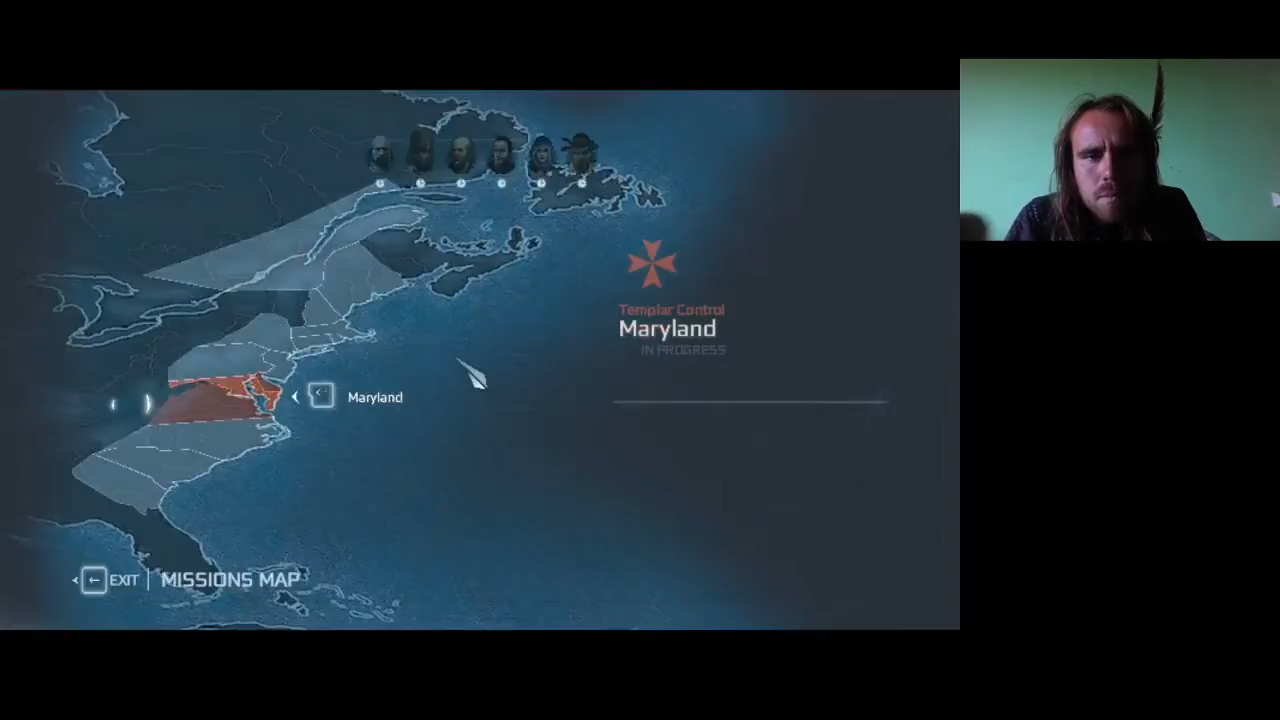 Templar Control
Maryland
IN PROGRESS
Maryland
EXIT | MISSIONS MAP